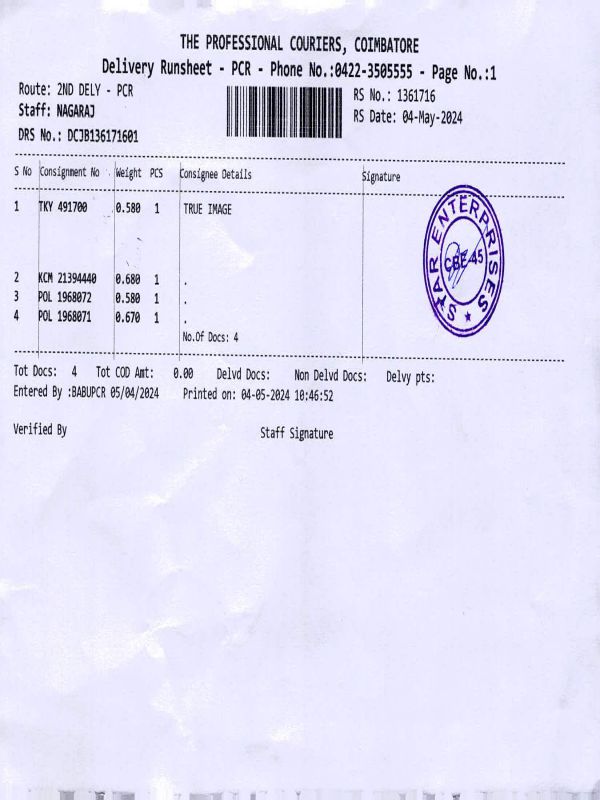 THE PROFESSIONAL COURIERS, COIMBATORE
Delivery Runsheet - PCR - Phone No.:0422-3505555 - Page No.:1
Route: 2ND DELY - PCR
RS No.: 1361716
Staff: NAGARAJ
RS Date: 04-May-2024
DRS No.: DCJB136171601
S No Consignment No Weight PCS Consignee Details Signature
1 TKY 491700 0.580 1 TRUE IMAGE
2 KCM 21394440 0.680 1 .
3 POL 1968072 0.580 1 .
4 POL 1968071 0.670 1 .
No.Of Docs: 4
STAR ENTERPRISES
CBE-45
Tot Docs: 4 Tot COD Amt: 0.00 Delvd Docs: Non Delvd Docs: Delvy pts:
Entered By :BABUPCR 05/04/2024 Printed on: 04-05-2024 10:46:52
Verified By Staff Signature